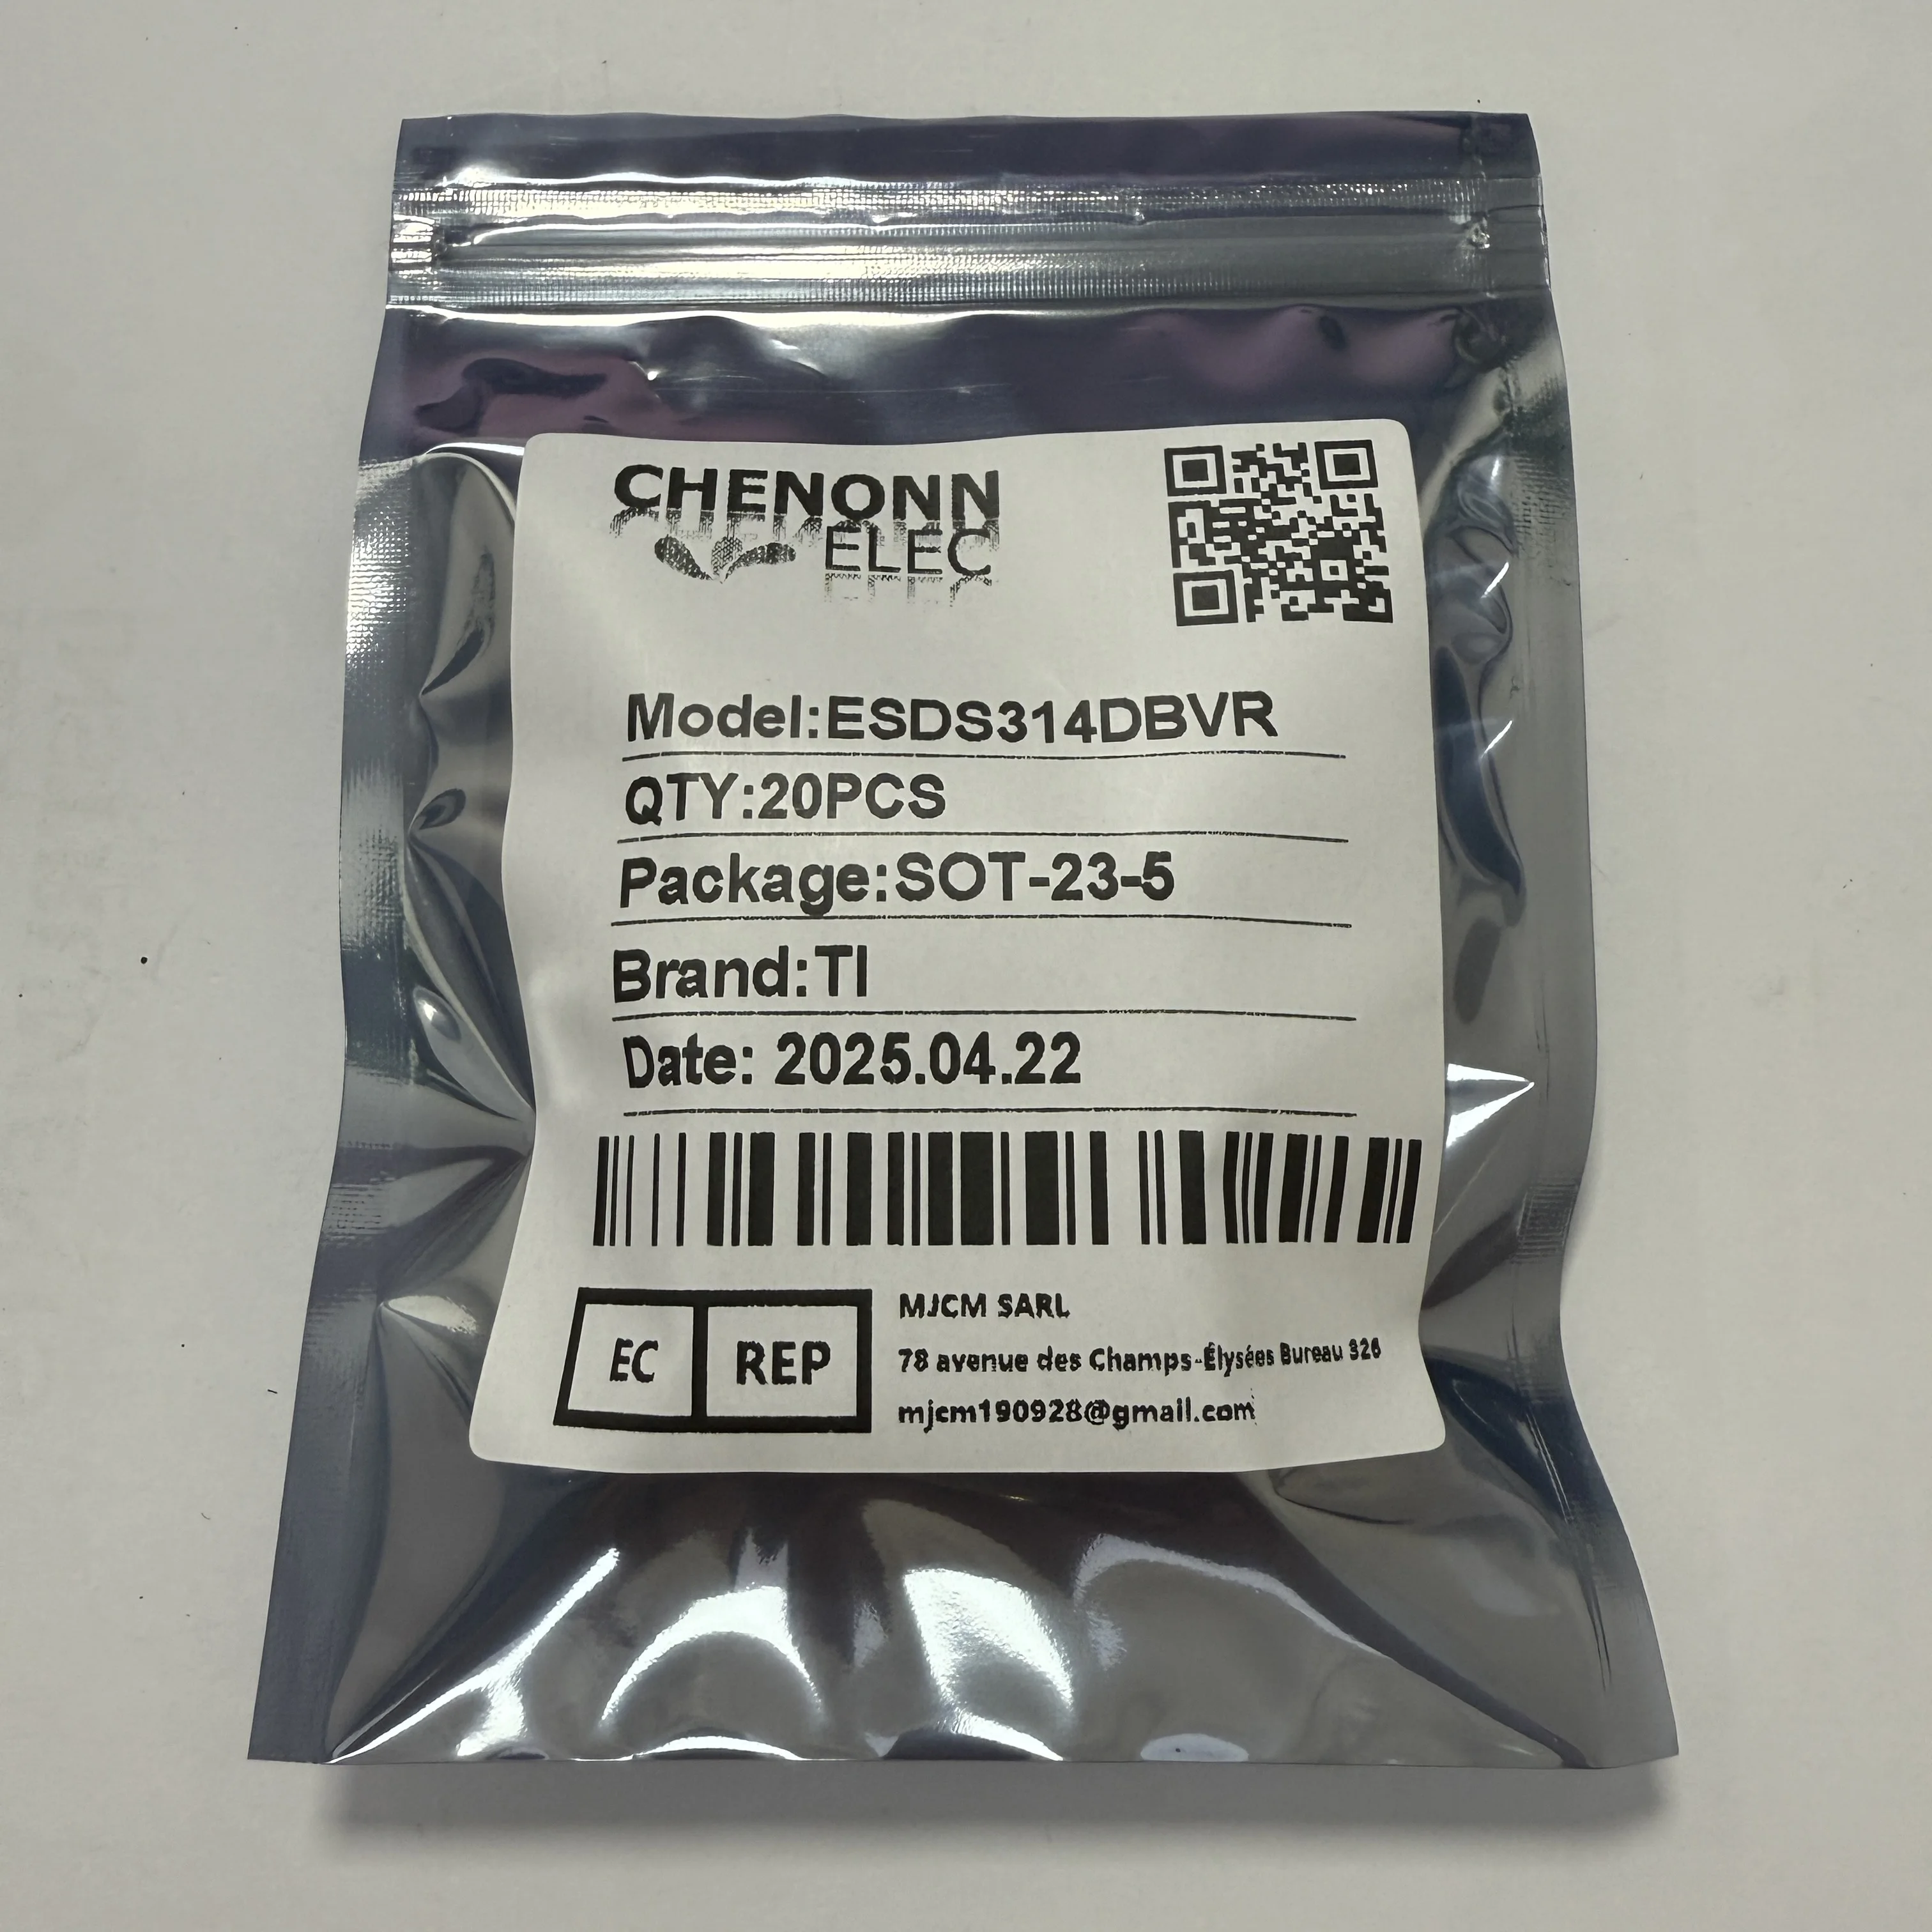 CHENONN
ELEC
Model:ESDS314DBVR
QTY:20PCS
Package:SOT-23-5
Brand:TI
Date: 2025.04.22
EC REP
MJCM SARL
78 avenue des Champs-Élysées Bureau 326
mjcm190928@gmail.com